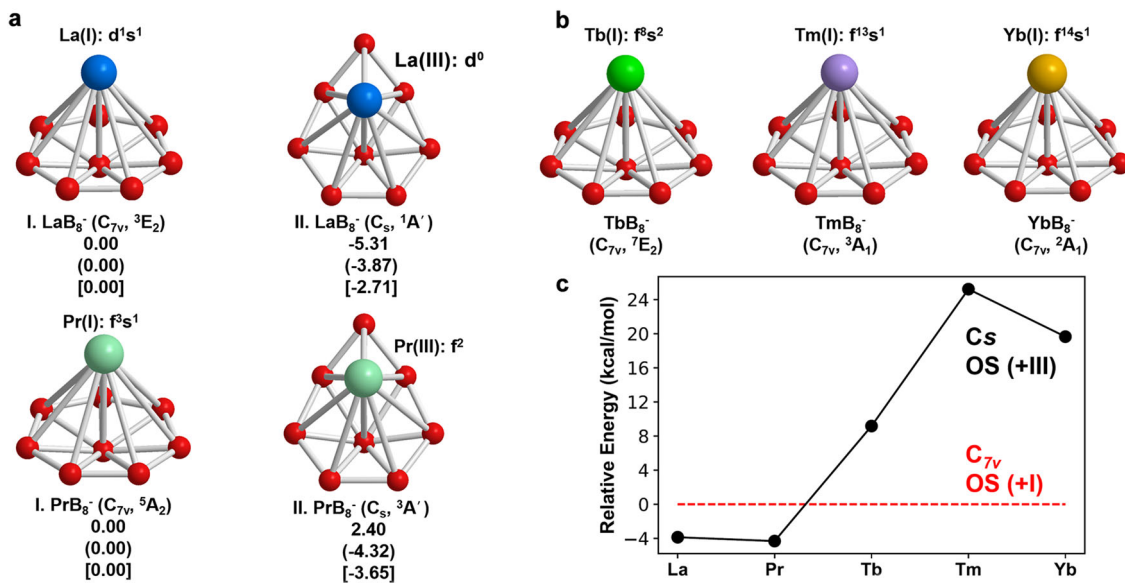 a
La(I): d¹s¹
La(III): d⁰
I. LaB₈⁻ (C₇ᵥ, ³E₂)
0.00
(0.00)
[0.00]
II. LaB₈⁻ (Cₛ, ¹A′)
-5.31
(-3.87)
[-2.71]
Pr(I): f³s¹
Pr(III): f²
I. PrB₈⁻ (C₇ᵥ, ⁵A₂)
0.00
(0.00)
[0.00]
II. PrB₈⁻ (Cₛ, ³A′)
2.40
(-4.32)
[-3.65]
b
Tb(I): f⁸s²
Tm(I): f¹³s¹
Yb(I): f¹⁴s¹
TbB₈⁻
(C₇ᵥ, ⁷E₂)
TmB₈⁻
(C₇ᵥ, ³A₁)
YbB₈⁻
(C₇ᵥ, ²A₁)
c
Relative Energy (kcal/mol)
24
20
16
12
8
4
0
−4
Cs
OS (+III)
C₇ᵥ
OS (+I)
La Pr Tb Tm Yb